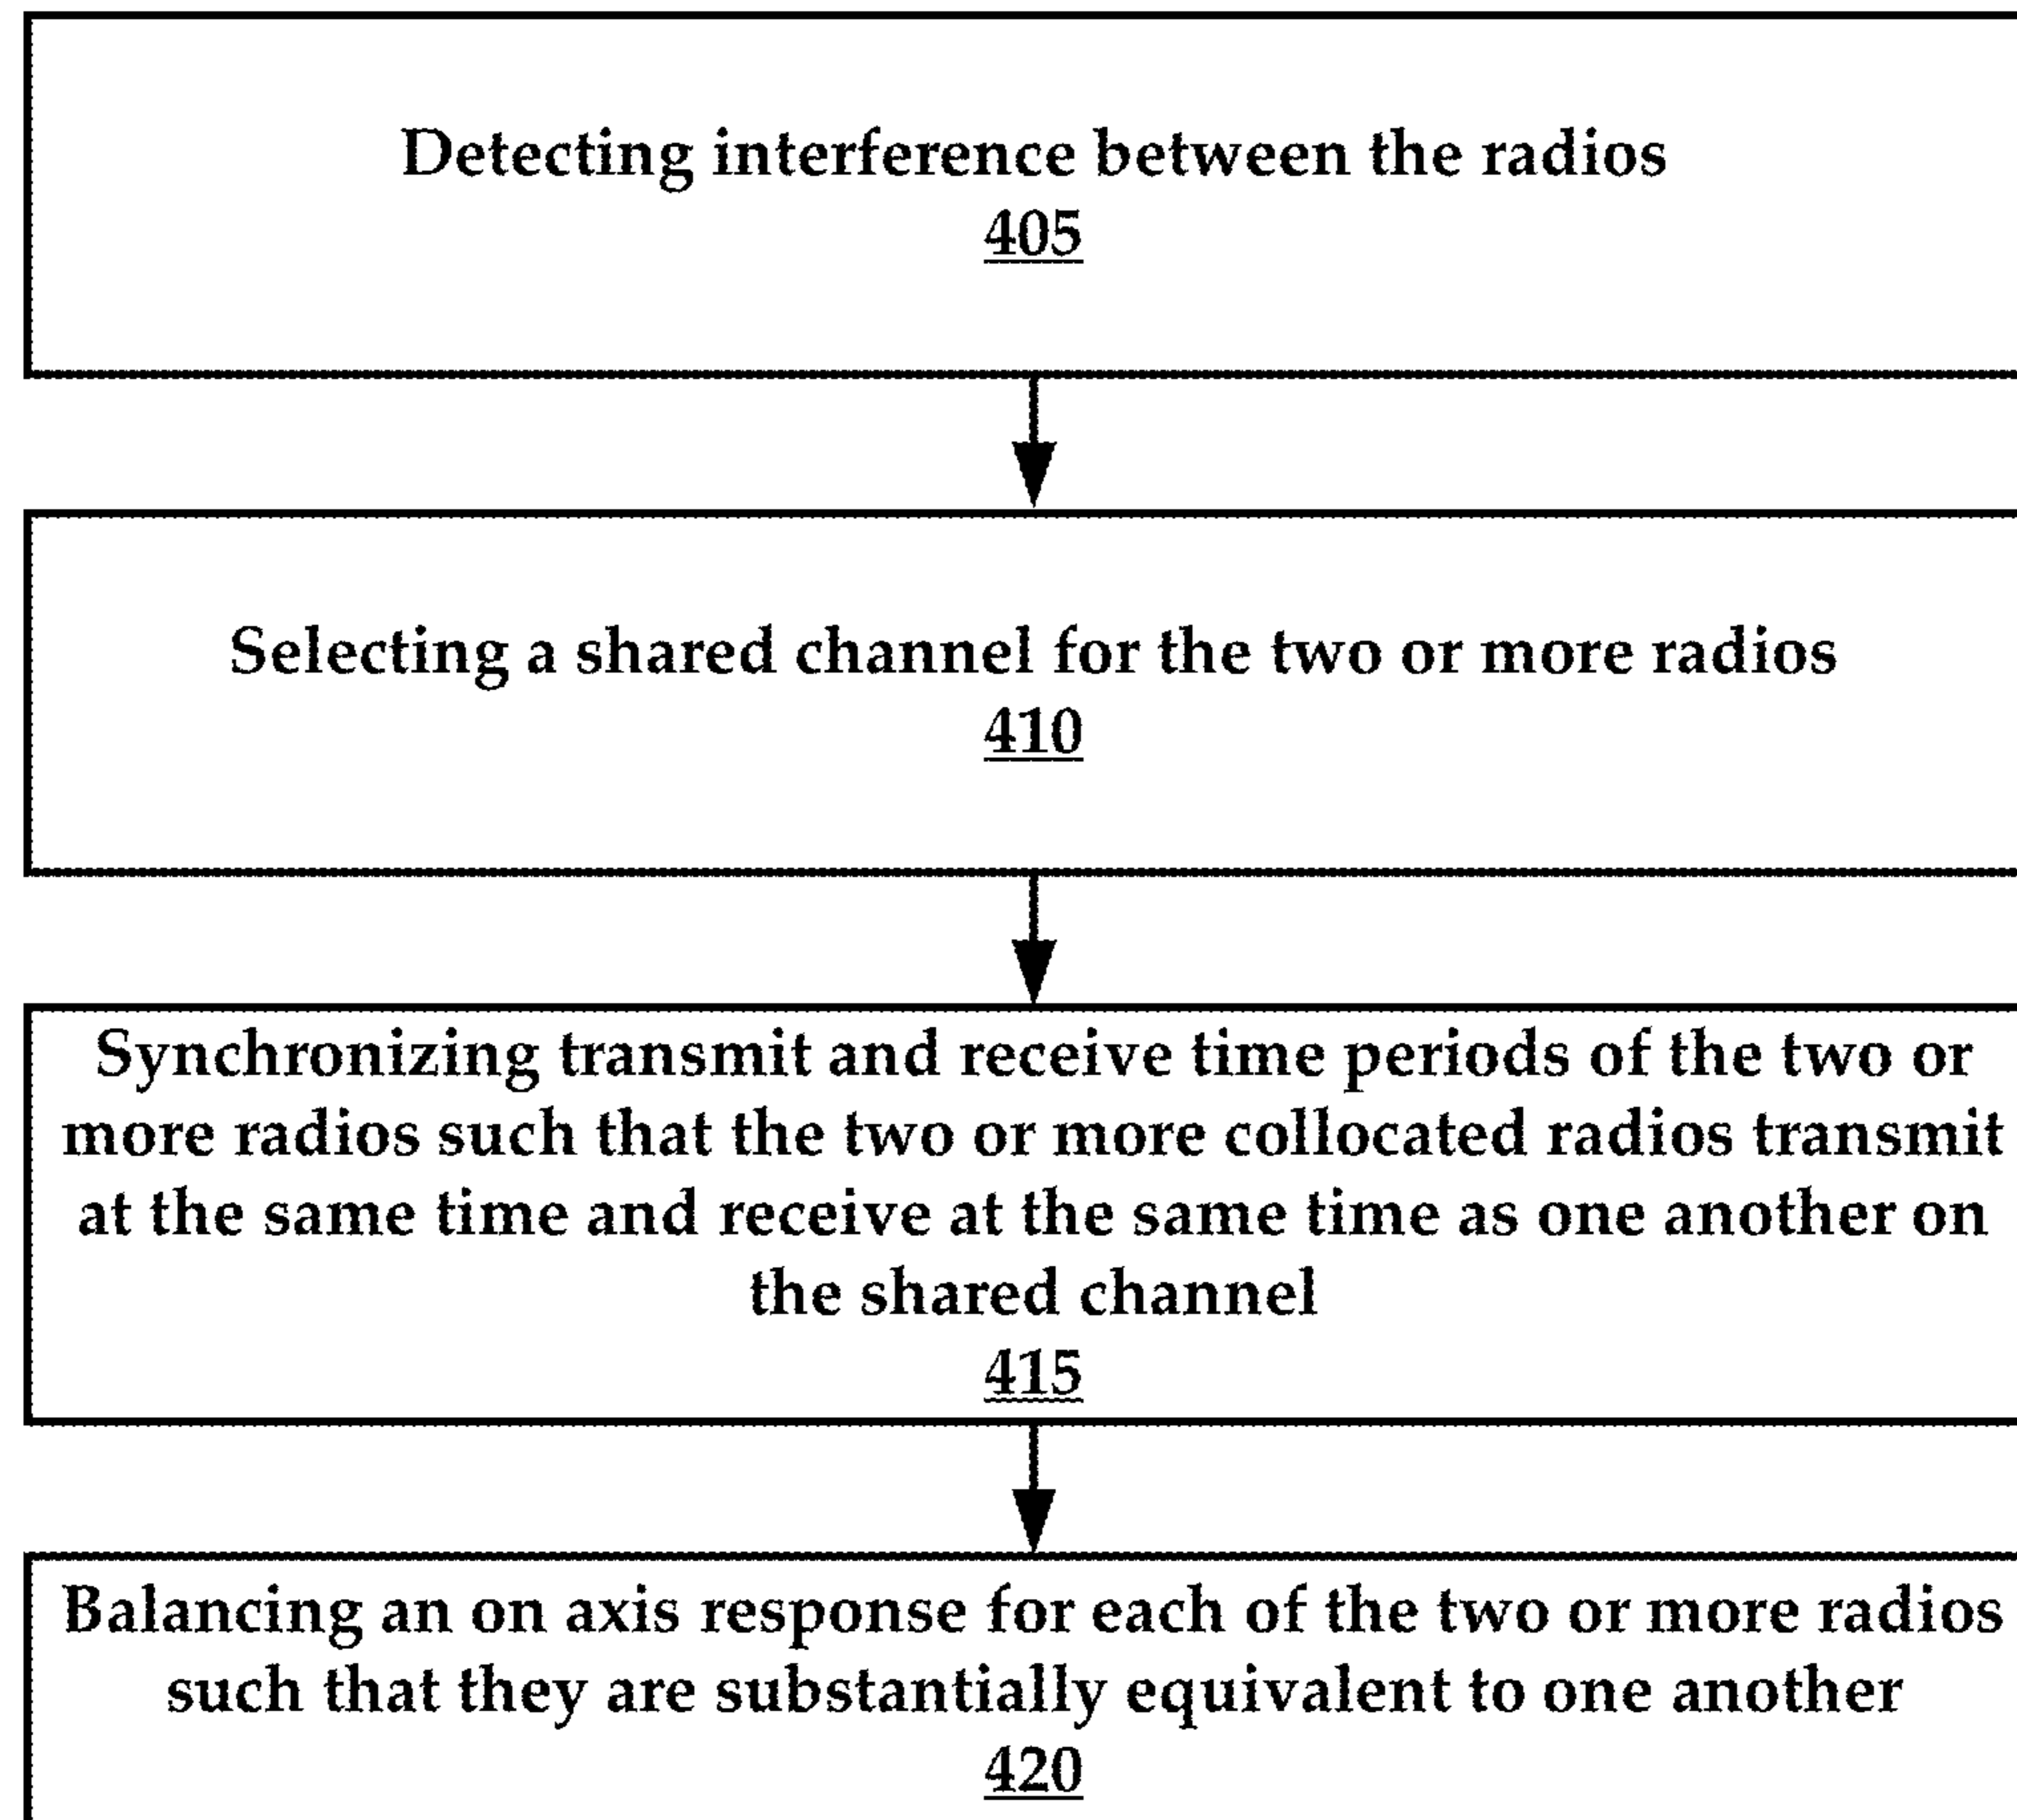 Detecting interference between the radios
405
Selecting a shared channel for the two or more radios
410
Synchronizing transmit and receive time periods of the two or
more radios such that the two or more collocated radios transmit
at the same time and receive at the same time as one another on
the shared channel
415
Balancing an on axis response for each of the two or more radios
such that they are substantially equivalent to one another
420